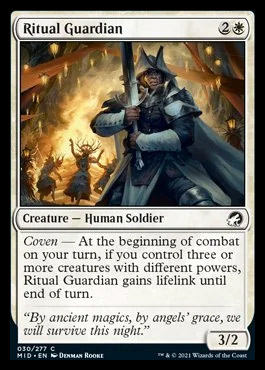 Ritual Guardian 2
Creature — Human Soldier
Coven — At the beginning of combat
on your turn, if you control three or
more creatures with different powers,
Ritual Guardian gains lifelink until
end of turn.
"By ancient magics, by angels' grace, we
will survive this night."
3/2
030/277 C
MID • EN DENMAN ROOKE
™ & © 2021 Wizards of the Coast